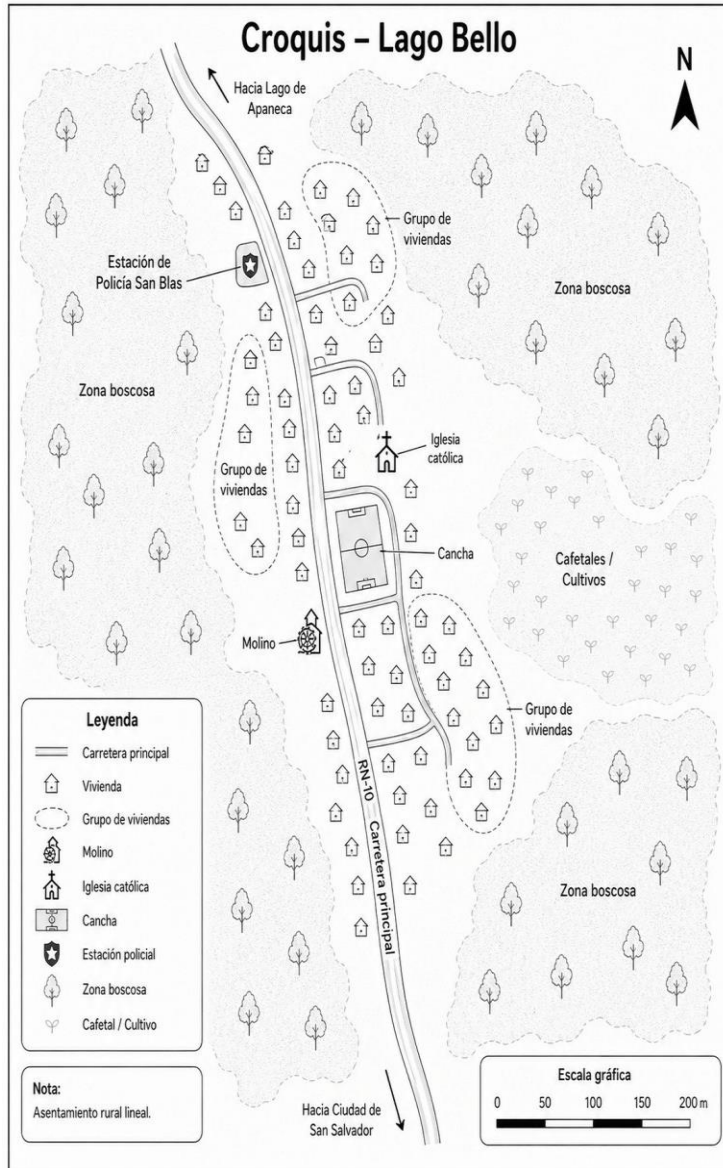 Croquis – Lago Bello
N
Hacia Lago de
Apaneca
Grupo de
viviendas
Estación de
Policía San Blas
Zona boscosa
Zona boscosa
Iglesia
católica
Grupo de
viviendas
Cancha
Cafetales /
Cultivos
Molino
Grupo de
viviendas
RN-10 Carretera principal
Zona boscosa
Leyenda
Carretera principal
Vivienda
Grupo de viviendas
Molino
Iglesia católica
Cancha
Estación policial
Zona boscosa
Cafetal / Cultivo
Nota:
Asentamiento rural lineal.
Hacia Ciudad de
San Salvador
Escala gráfica
0 50 100 150 200 m